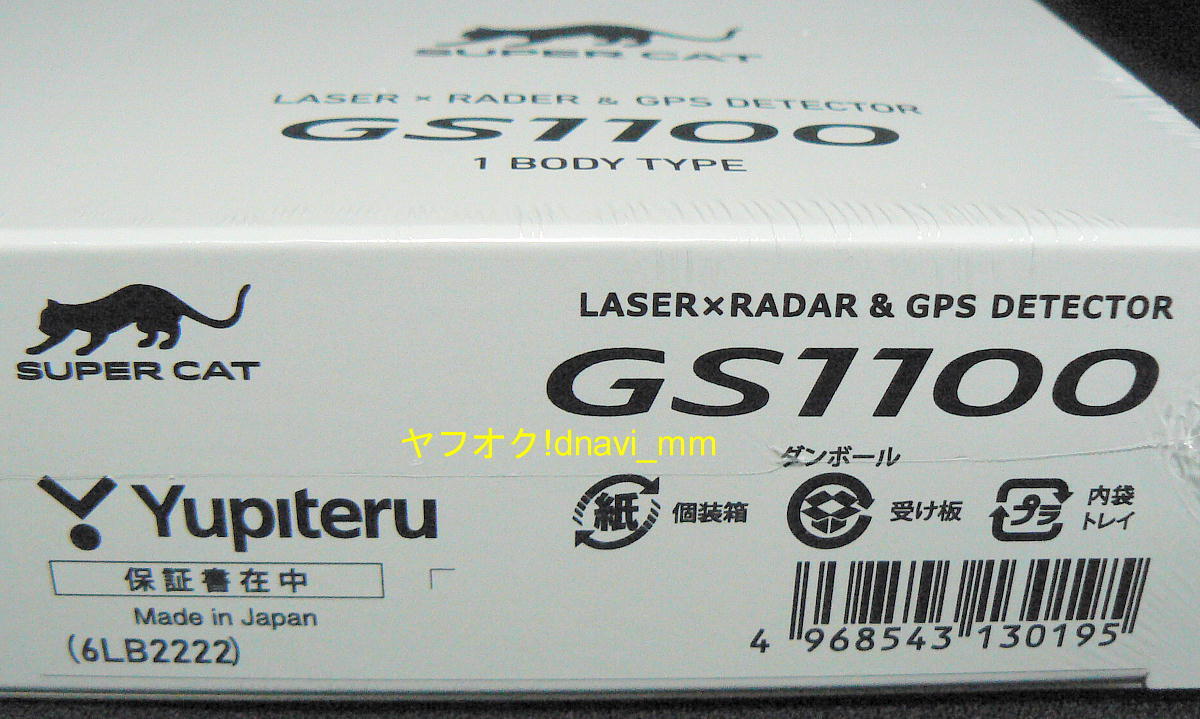 SUPER CAT
LASER × RADER & GPS DETECTOR
GS1100
1 BODY TYPE
SUPER CAT
LASER×RADAR & GPS DETECTOR
GS1100
ヤフオク!dnavi_mm
Yupiteru
紙 個装箱
ダンボール
受け板
プラ
内袋
トレイ
保証書在中
Made in Japan
(6LB2222)
4 968543 130195